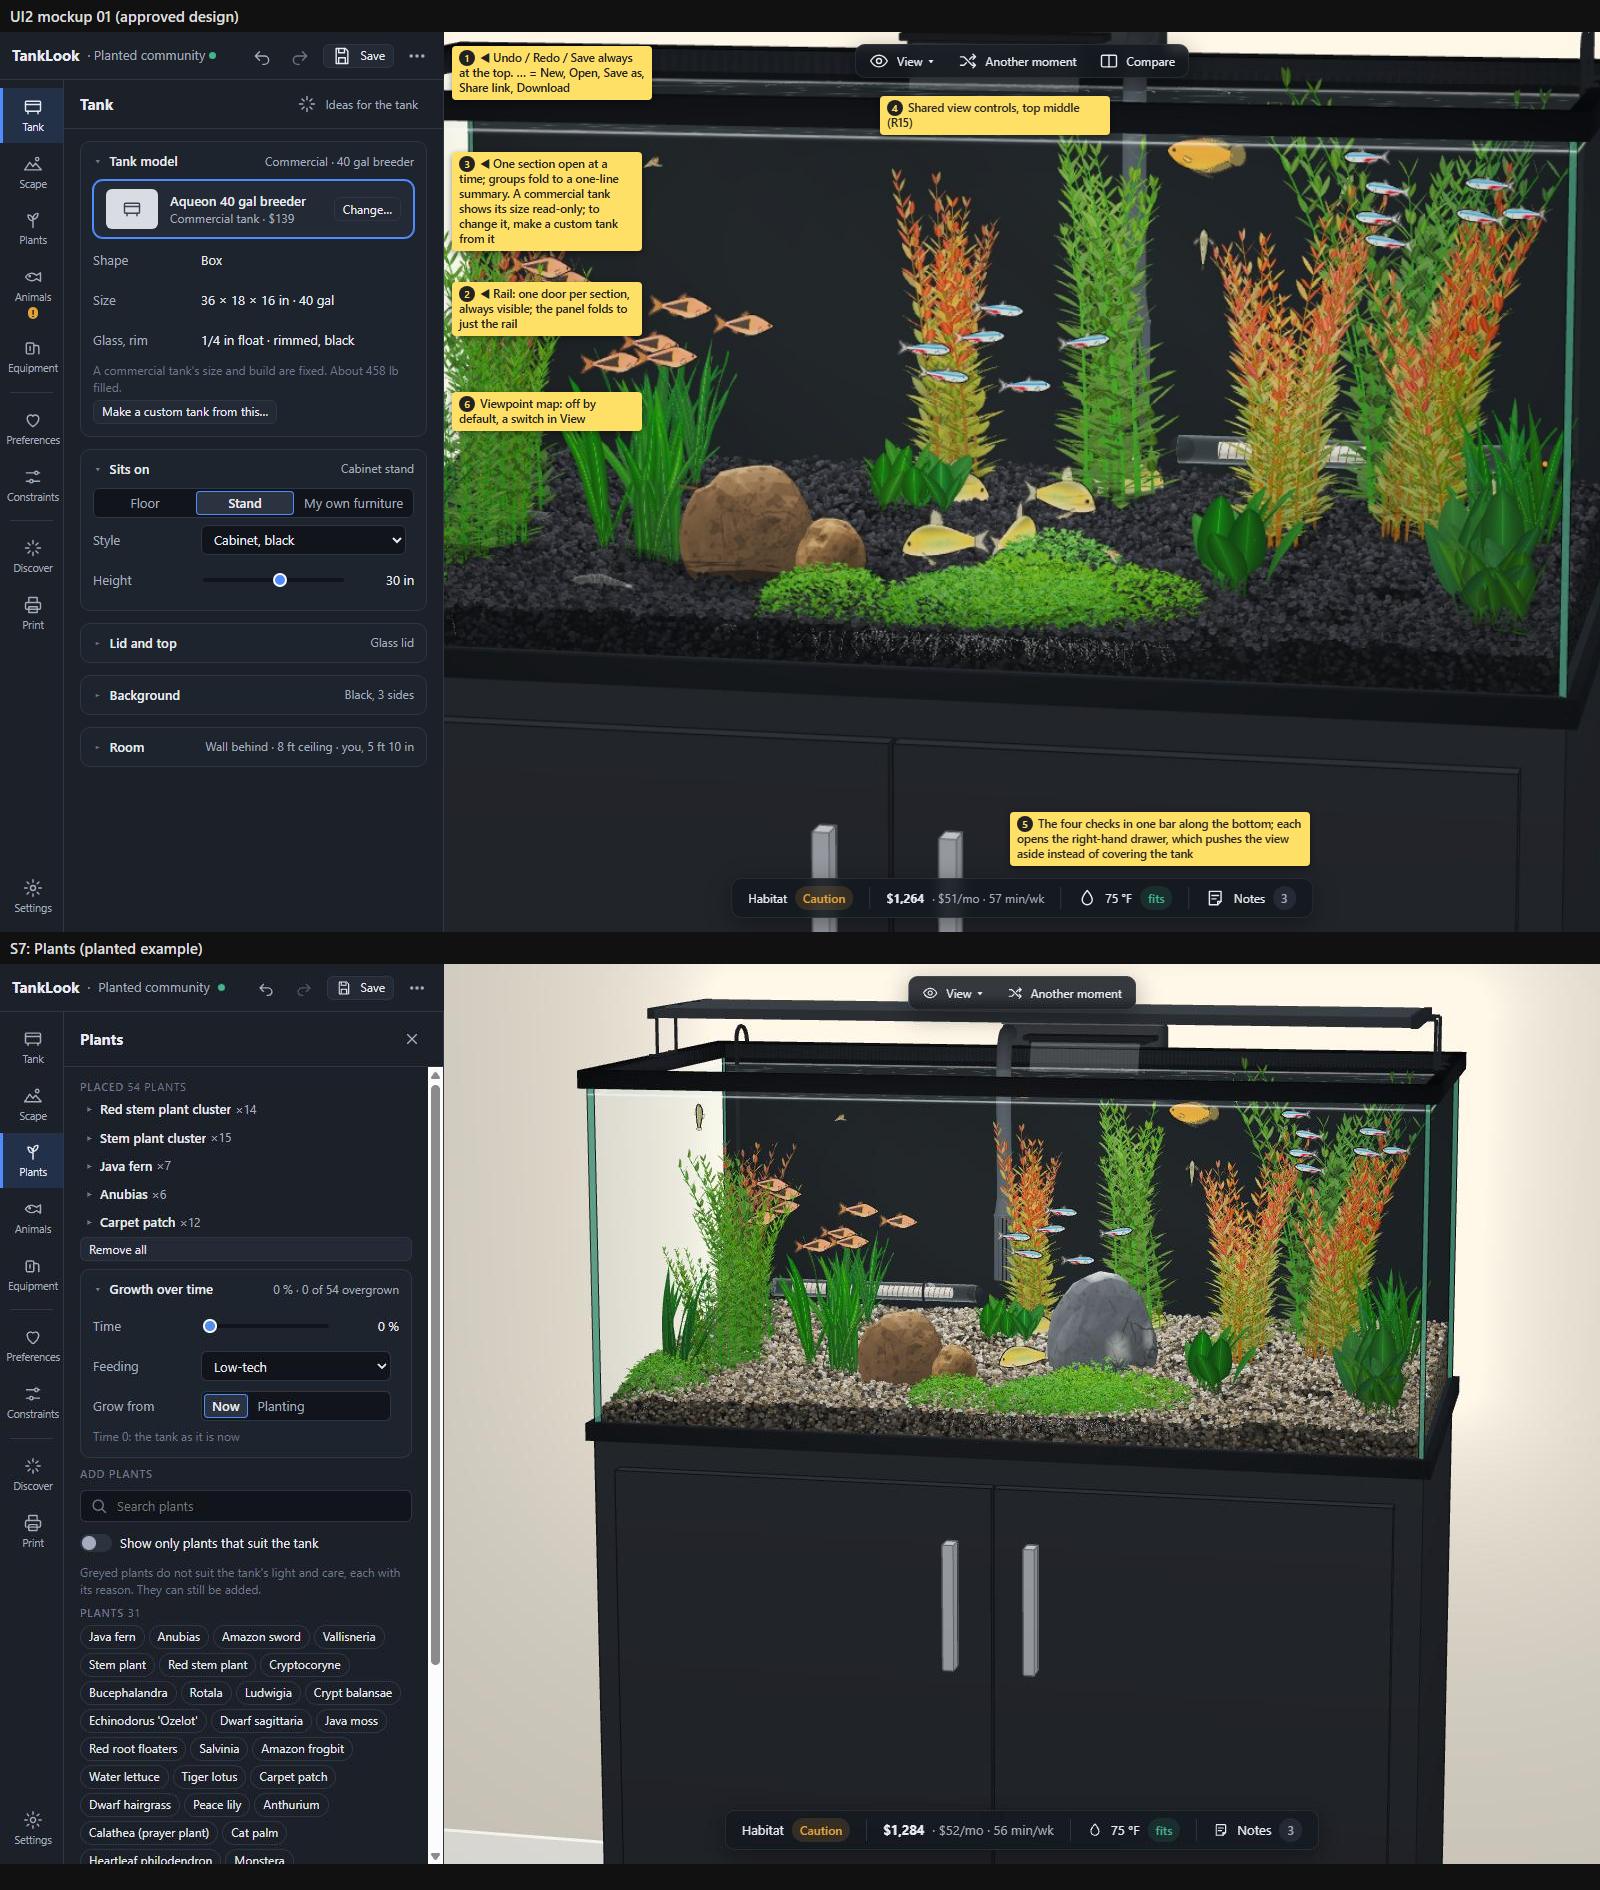 UI2 mockup 01 (approved design)
TankLook · Planted community
Save
1 ◀ Undo / Redo / Save always
at the top. ... = New, Open, Save as,
Share link, Download
View
Another moment
Compare
4 Shared view controls, top middle
(R15)
Tank
Scape
Plants
Animals
!
Equipment
Preferences
Constraints
Discover
Print
Settings
Tank
Ideas for the tank
Tank model
Commercial · 40 gal breeder
Aqueon 40 gal breeder
Commercial tank · $139
Change...
Shape
Box
Size
36 × 18 × 16 in · 40 gal
Glass, rim
1/4 in float · rimmed, black
A commercial tank's size and build are fixed. About 458 lb
filled.
Make a custom tank from this...
Sits on
Cabinet stand
Floor
Stand
My own furniture
Style
Cabinet, black
Height
30 in
Lid and top
Glass lid
Background
Black, 3 sides
Room
Wall behind · 8 ft ceiling · you, 5 ft 10 in
3 ◀ One section open at a
time; groups fold to a one-line
summary. A commercial tank
shows its size read-only; to
change it, make a custom tank
from it
2 ◀ Rail: one door per section,
always visible; the panel folds to
just the rail
6 Viewpoint map: off by
default, a switch in View
5 The four checks in one bar along the bottom; each
opens the right-hand drawer, which pushes the view
aside instead of covering the tank
Habitat Caution
$1,264 · $51/mo · 57 min/wk
75 °F fits
Notes 3
S7: Plants (planted example)
TankLook · Planted community
Save
View
Another moment
Tank
Scape
Plants
Animals
Equipment
Preferences
Constraints
Discover
Print
Settings
Plants
PLACED 54 PLANTS
Red stem plant cluster ×14
Stem plant cluster ×15
Java fern ×7
Anubias ×6
Carpet patch ×12
Remove all
Growth over time
0 % · 0 of 54 overgrown
Time
0 %
Feeding
Low-tech
Grow from
Now
Planting
Time 0: the tank as it is now
ADD PLANTS
Search plants
Show only plants that suit the tank
Greyed plants do not suit the tank's light and care, each with
its reason. They can still be added.
PLANTS 31
Java fern
Anubias
Amazon sword
Vallisneria
Stem plant
Red stem plant
Cryptocoryne
Bucephalandra
Rotala
Ludwigia
Crypt balansae
Echinodorus 'Ozelot'
Dwarf sagittaria
Java moss
Red root floaters
Salvinia
Amazon frogbit
Water lettuce
Tiger lotus
Carpet patch
Dwarf hairgrass
Peace lily
Anthurium
Calathea (prayer plant)
Cat palm
Heartleaf philodendron
Monstera
Habitat Caution
$1,284 · $52/mo · 56 min/wk
75 °F fits
Notes 3